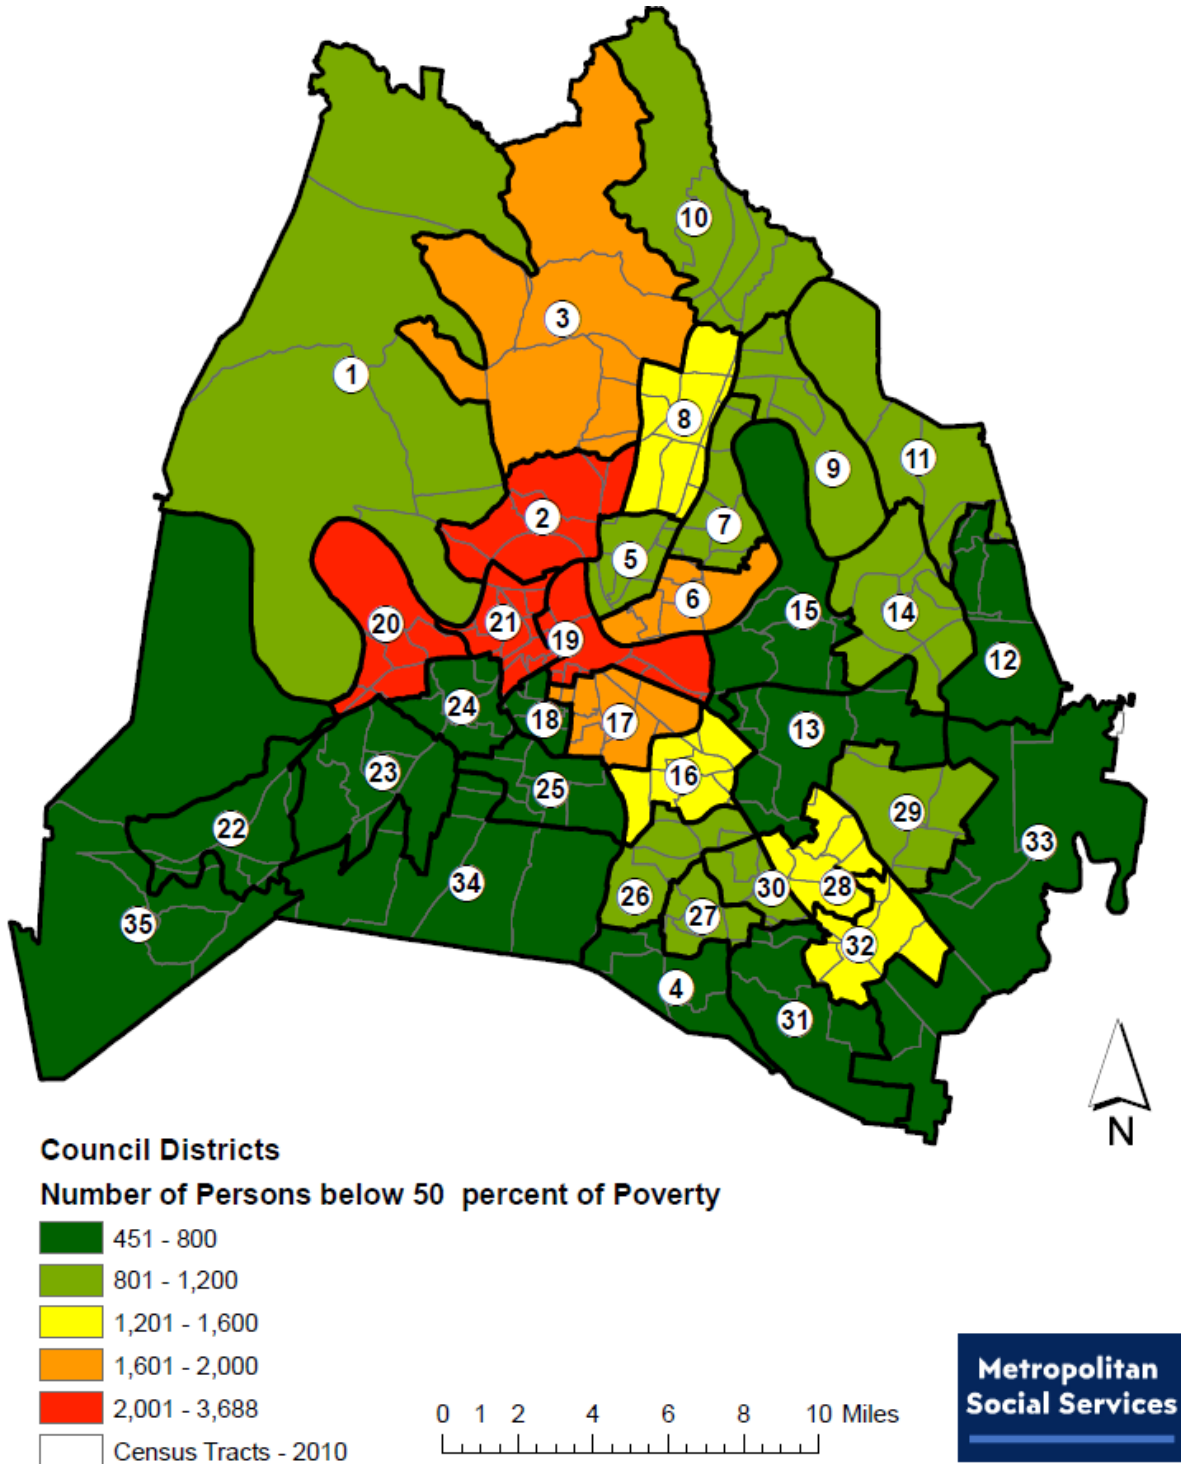 10
3
1
8
11
9
2
7
5
6
14
15
20
21
19
12
24
18
17
13
16
23
25
29
22
33
34
26
30
28
27
35
32
4
31
N
Council Districts
Number of Persons below 50 percent of Poverty
451 - 800
801 - 1,200
1,201 - 1,600
1,601 - 2,000
2,001 - 3,688
Census Tracts - 2010
0 1 2 4 6 8 10 Miles
Metropolitan
Social Services